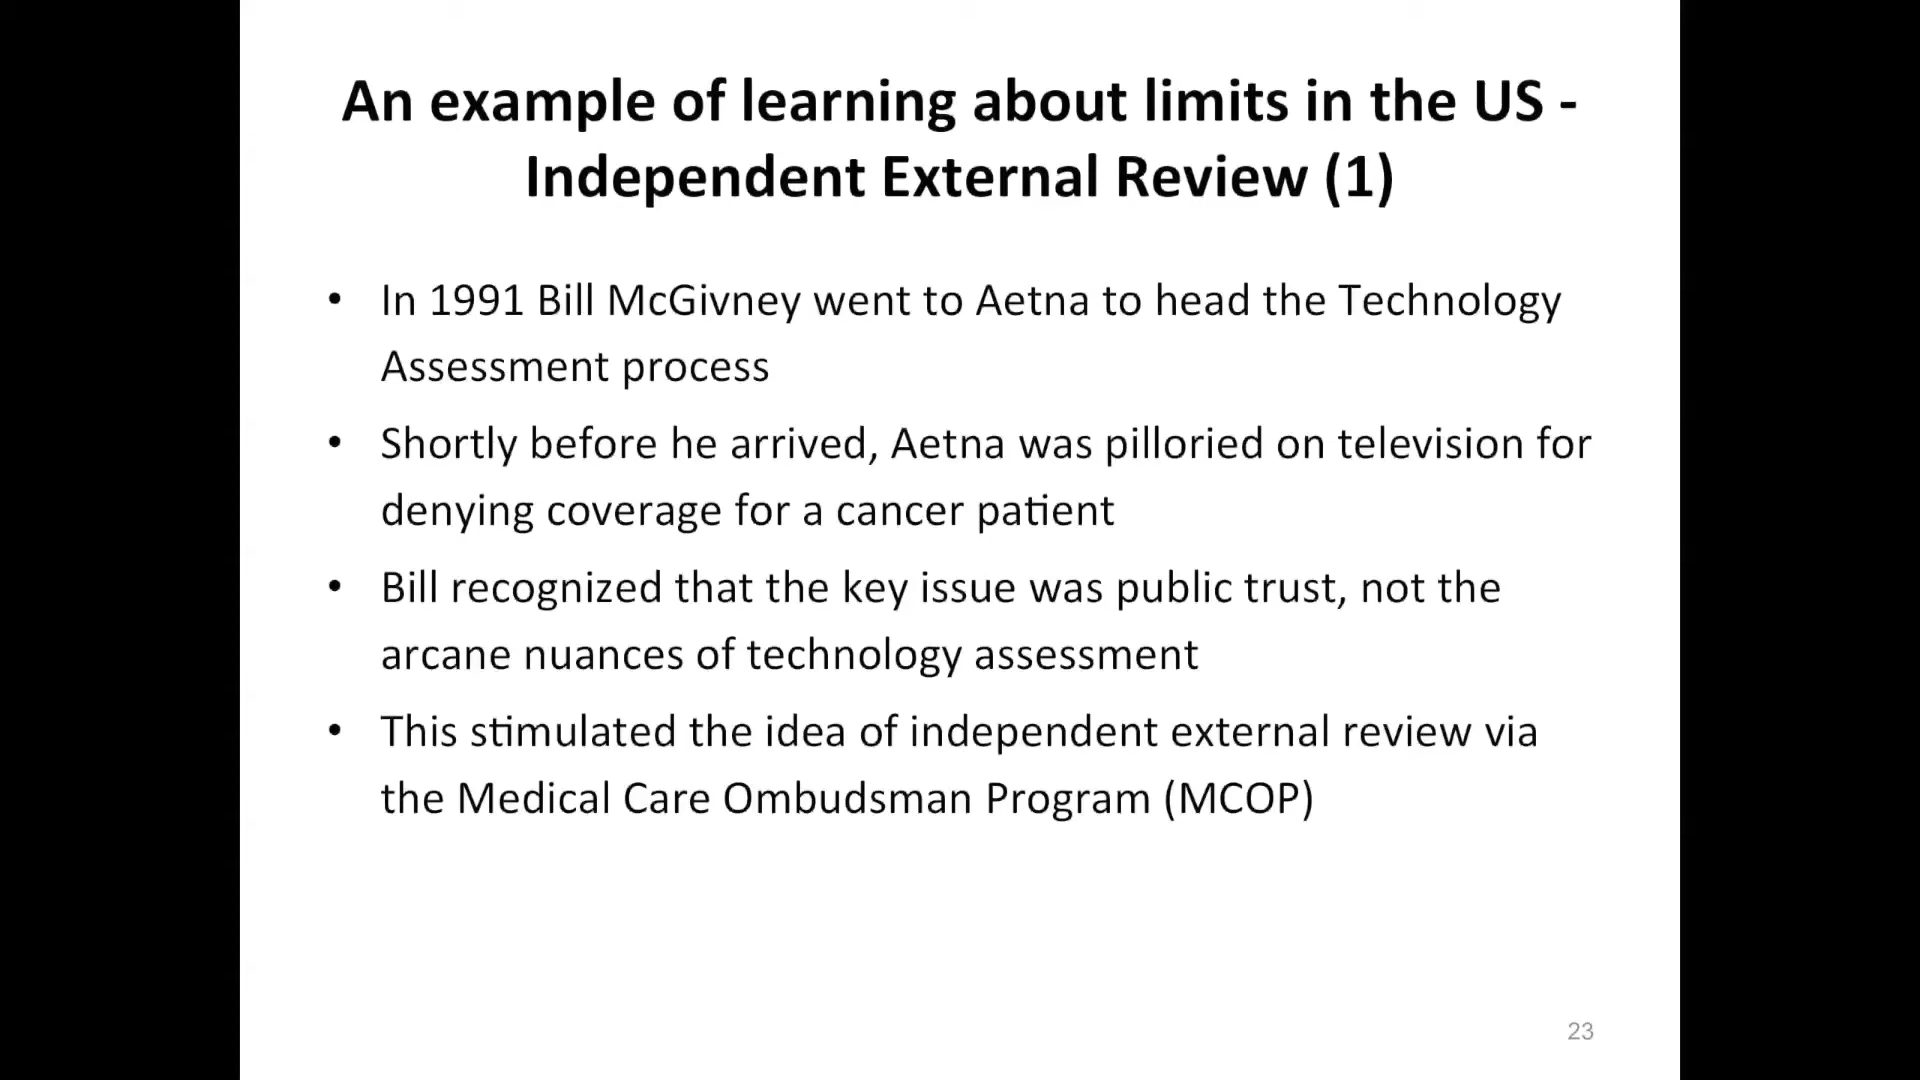 An example of learning about limits in the US -
Independent External Review (1)
• In 1991 Bill McGivney went to Aetna to head the Technology
Assessment process
• Shortly before he arrived, Aetna was pilloried on television for
denying coverage for a cancer patient
• Bill recognized that the key issue was public trust, not the
arcane nuances of technology assessment
• This stimulated the idea of independent external review via
the Medical Care Ombudsman Program (MCOP)
23